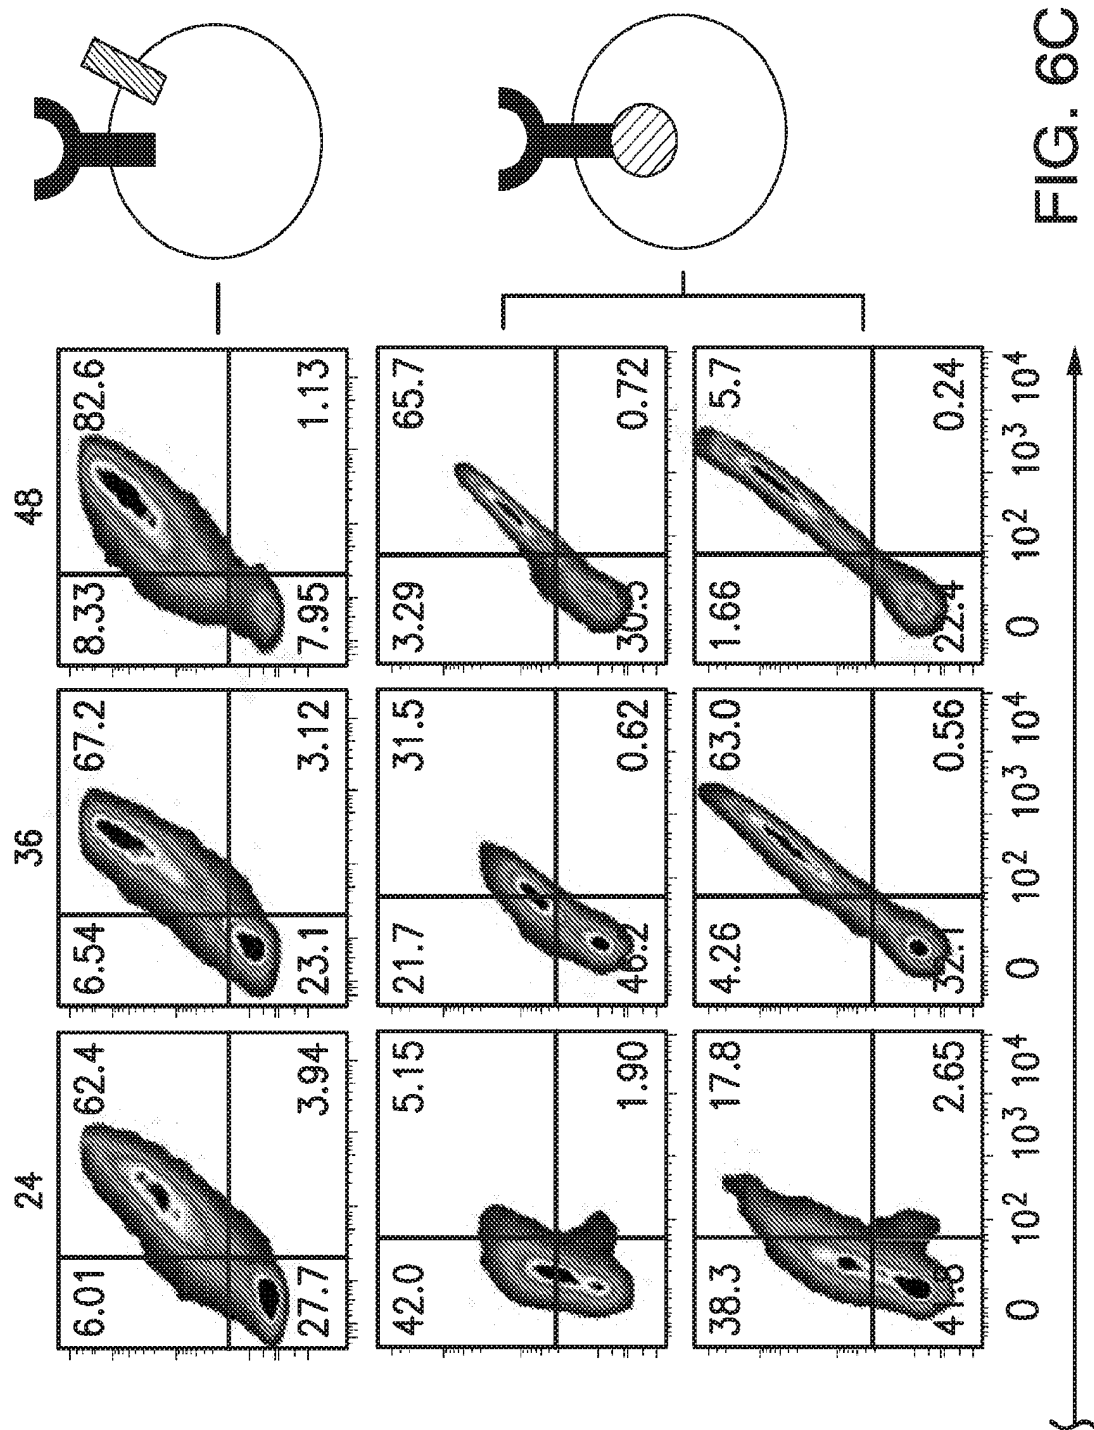 24 36 48
6.01 62.4 6.54 67.2 8.33 82.6
27.7 3.94 23.1 3.12 7.95 1.13
42.0 5.15 21.7 31.5 3.29 65.7
1.90 46.2 0.62 30.3 0.72
38.3 17.8 4.26 63.0 1.66 5.7
2.65 32.1 0.56 22.4 0.24
0 10² 10³ 10⁴ 0 10² 10³ 10⁴ 0 10² 10³ 10⁴
FIG. 6C